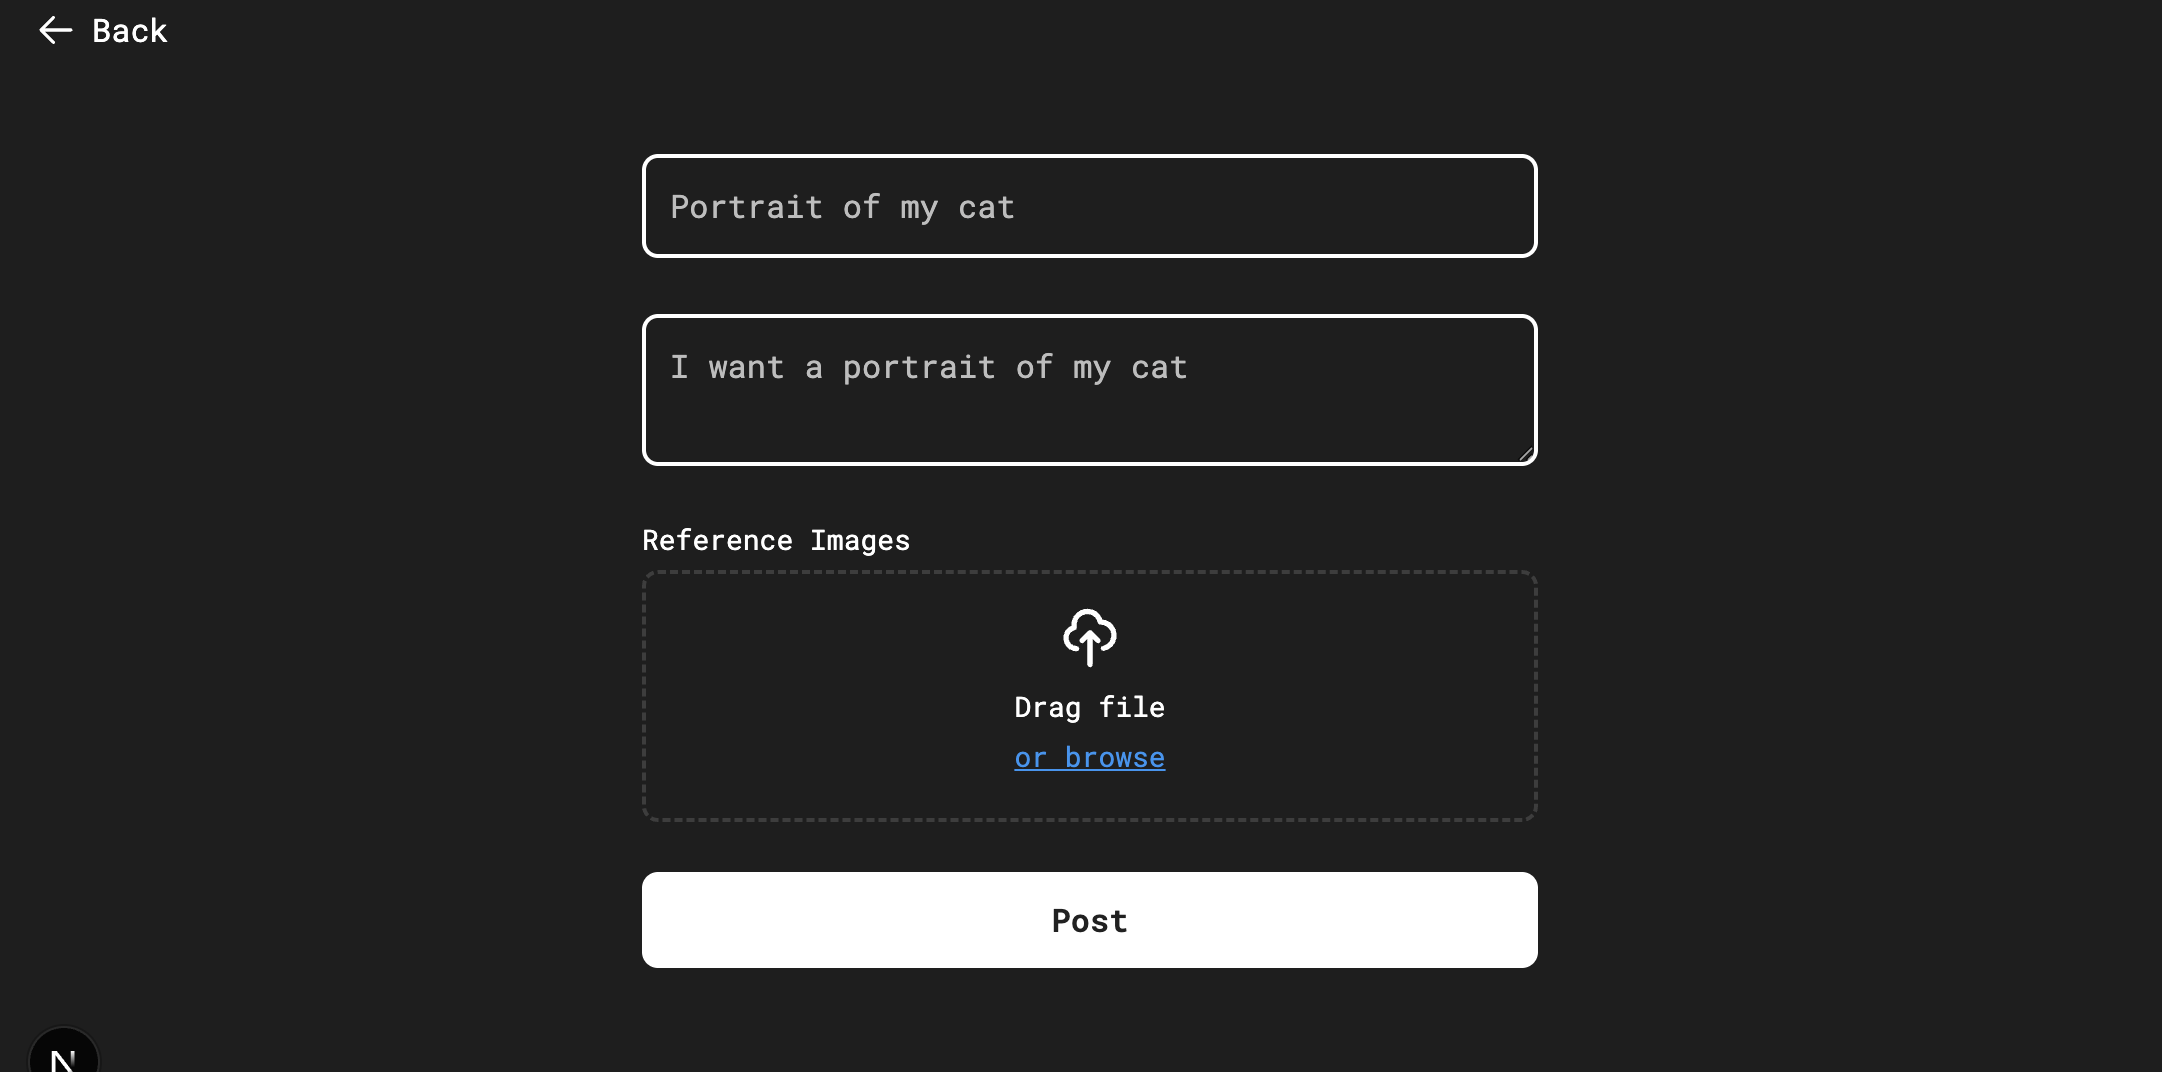 Back
Portrait of my cat
I want a portrait of my cat
Reference Images
Drag file
or browse
Post
N